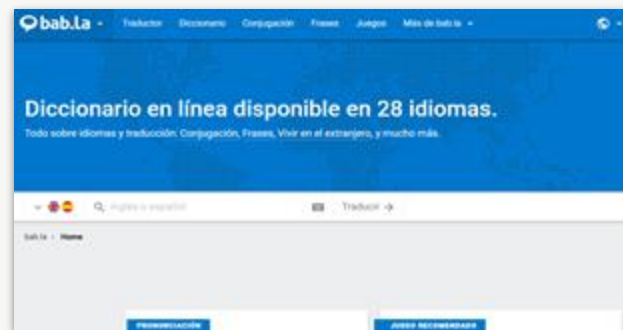 bab.la
Traductor Diccionario Conjugación Frases Juegos Más de bab.la
Diccionario en línea disponible en 28 idiomas.
Todo sobre idiomas y traducción: Conjugación, Frases, Vivir en el extranjero, y mucho más.
Inglés o español Traducir →
bab.la › Home
PRONUNCIACIÓN JUEGO RECOMENDADO